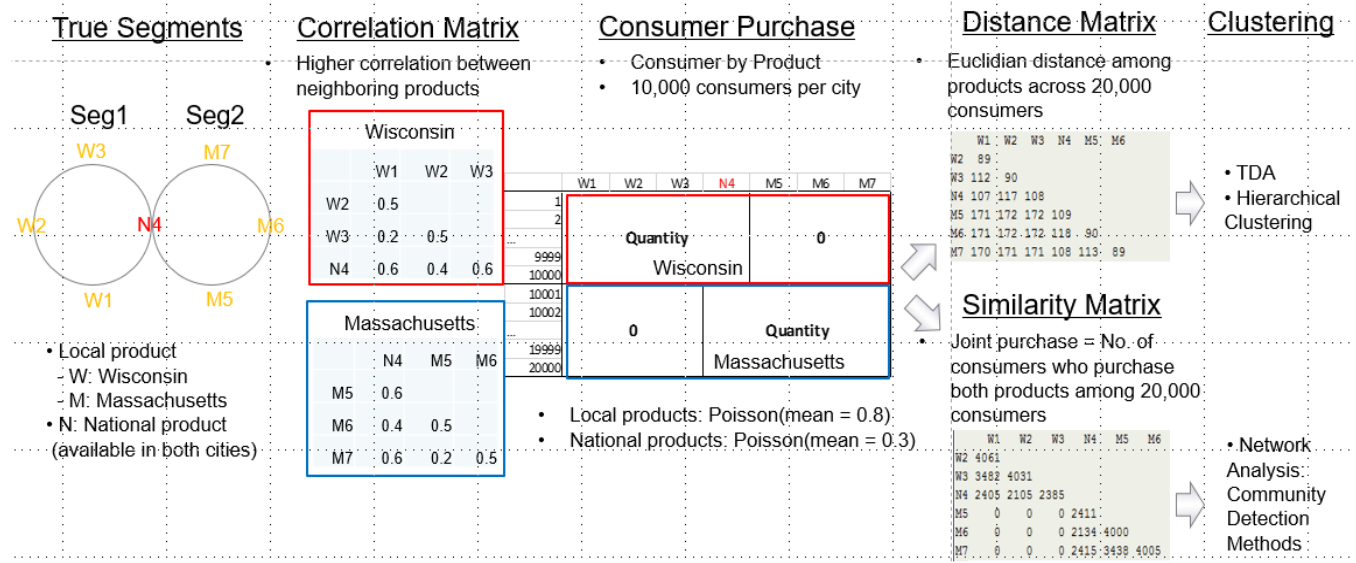 True Segments
Seg1
Seg2
W3
M7
W2
N4
M6
W1
M5
• Local product
- W: Wisconsin
- M: Massachusetts
• N: National product
(available in both cities)
Correlation Matrix
• Higher correlation between
neighboring products
Wisconsin
W1 W2 W3
W2 0.5
W3 0.2 0.5
N4 0.6 0.4 0.6
Massachusetts
N4 M5 M6
M5 0.6
M6 0.4 0.5
M7 0.6 0.2 0.5
Consumer Purchase
• Consumer by Product
• 10,000 consumers per city
W1 W2 W3 N4 M5 M6 M7
1
2
...
9999
10000
10001
10002
...
19999
20000
Quantity 0
Wisconsin
0 Quantity
Massachusetts
• Local products: Poisson(mean = 0.8)
• National products: Poisson(mean = 0.3)
Distance Matrix
• Euclidian distance among
products across 20,000
consumers
W1 W2 W3 N4 M5 M6
W2 89
W3 112 90
N4 107 117 108
M5 171 172 172 109
M6 171 172 172 118 90
M7 170 171 171 108 113 89
Similarity Matrix
• Joint purchase = No. of
consumers who purchase
both products among 20,000
consumers
W1 W2 W3 N4 M5 M6
W2 4061
W3 3482 4031
N4 2405 2105 2385
M5 0 0 0 2411
M6 0 0 0 2134 4000
M7 0 0 0 2415 3438 4005
Clustering
• TDA
• Hierarchical
Clustering
• Network
Analysis:
Community
Detection
Methods